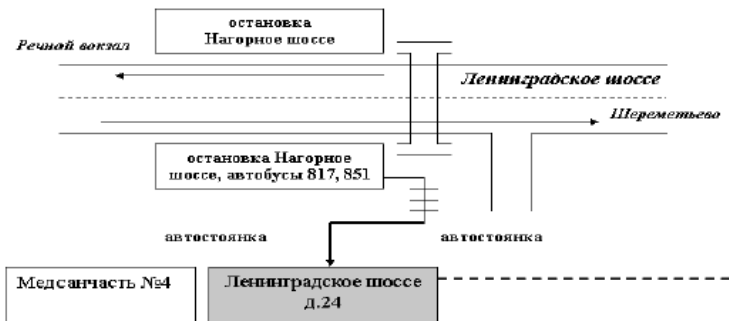 остановка
Нагорное шоссе
Речной вокзал
Ленинградское шоссе
Шереметьево
остановка Нагорное
шоссе, автобусы 817, 851
автостоянка
автостоянка
Медсанчасть №4
Ленинградское шоссе
д.24